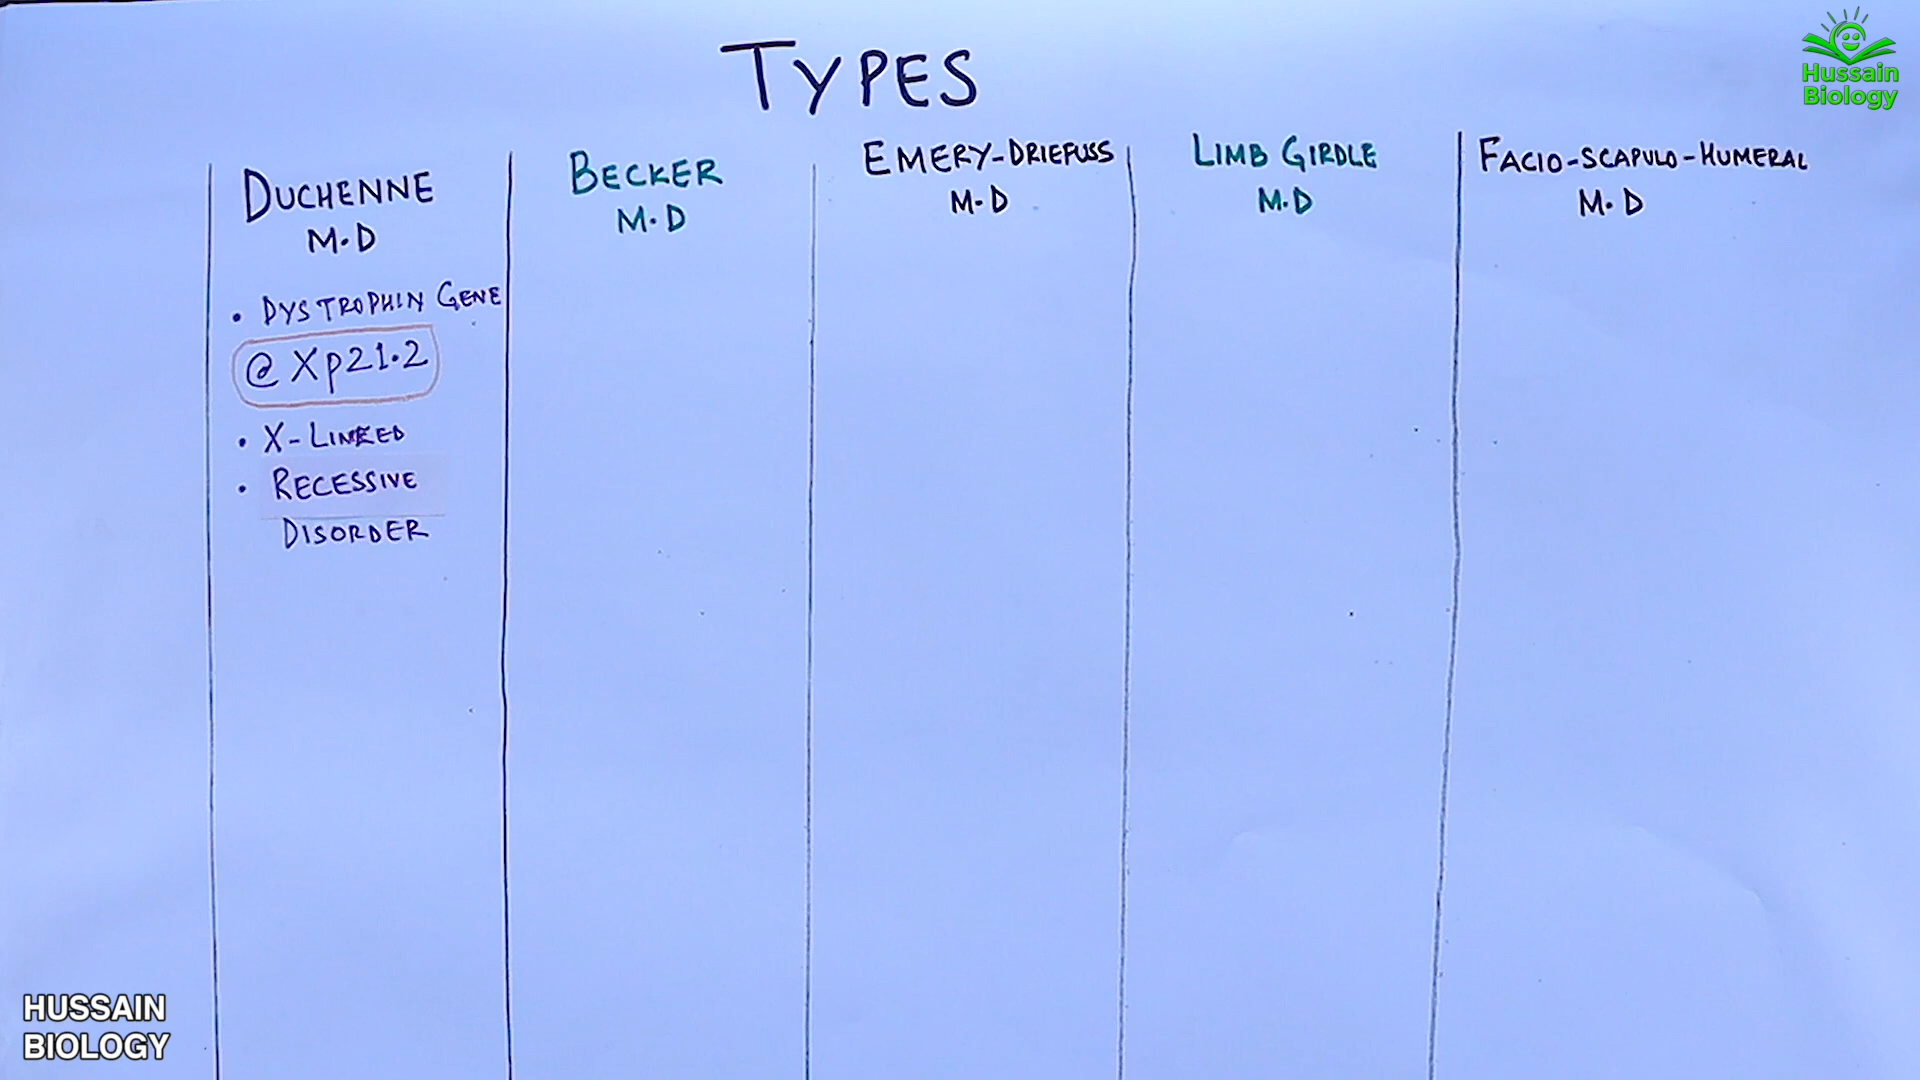 TYPES
Hussain
Biology
DUCHENNE
M.D
• DYSTROPHIN GENE
@ Xp21.2
• X-LINKED
• RECESSIVE
DISORDER
BECKER
M.D
EMERY-DRIEFUSS
M.D
LIMB GIRDLE
M.D
FACIO-SCAPULO-HUMERAL
M.D
HUSSAIN
BIOLOGY